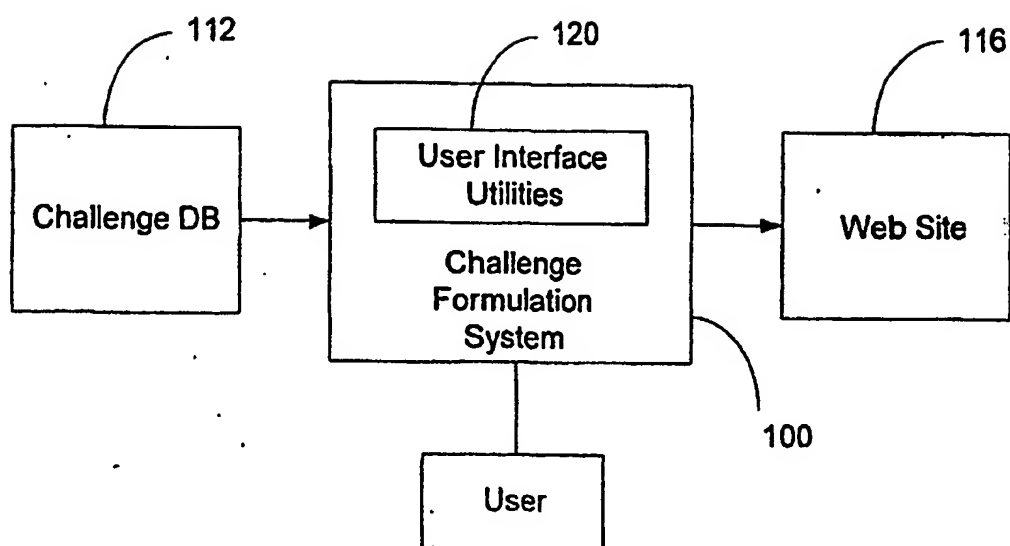 112
120
116
User Interface
Utilities
Challenge DB
Web Site
Challenge
Formulation
System
100
User